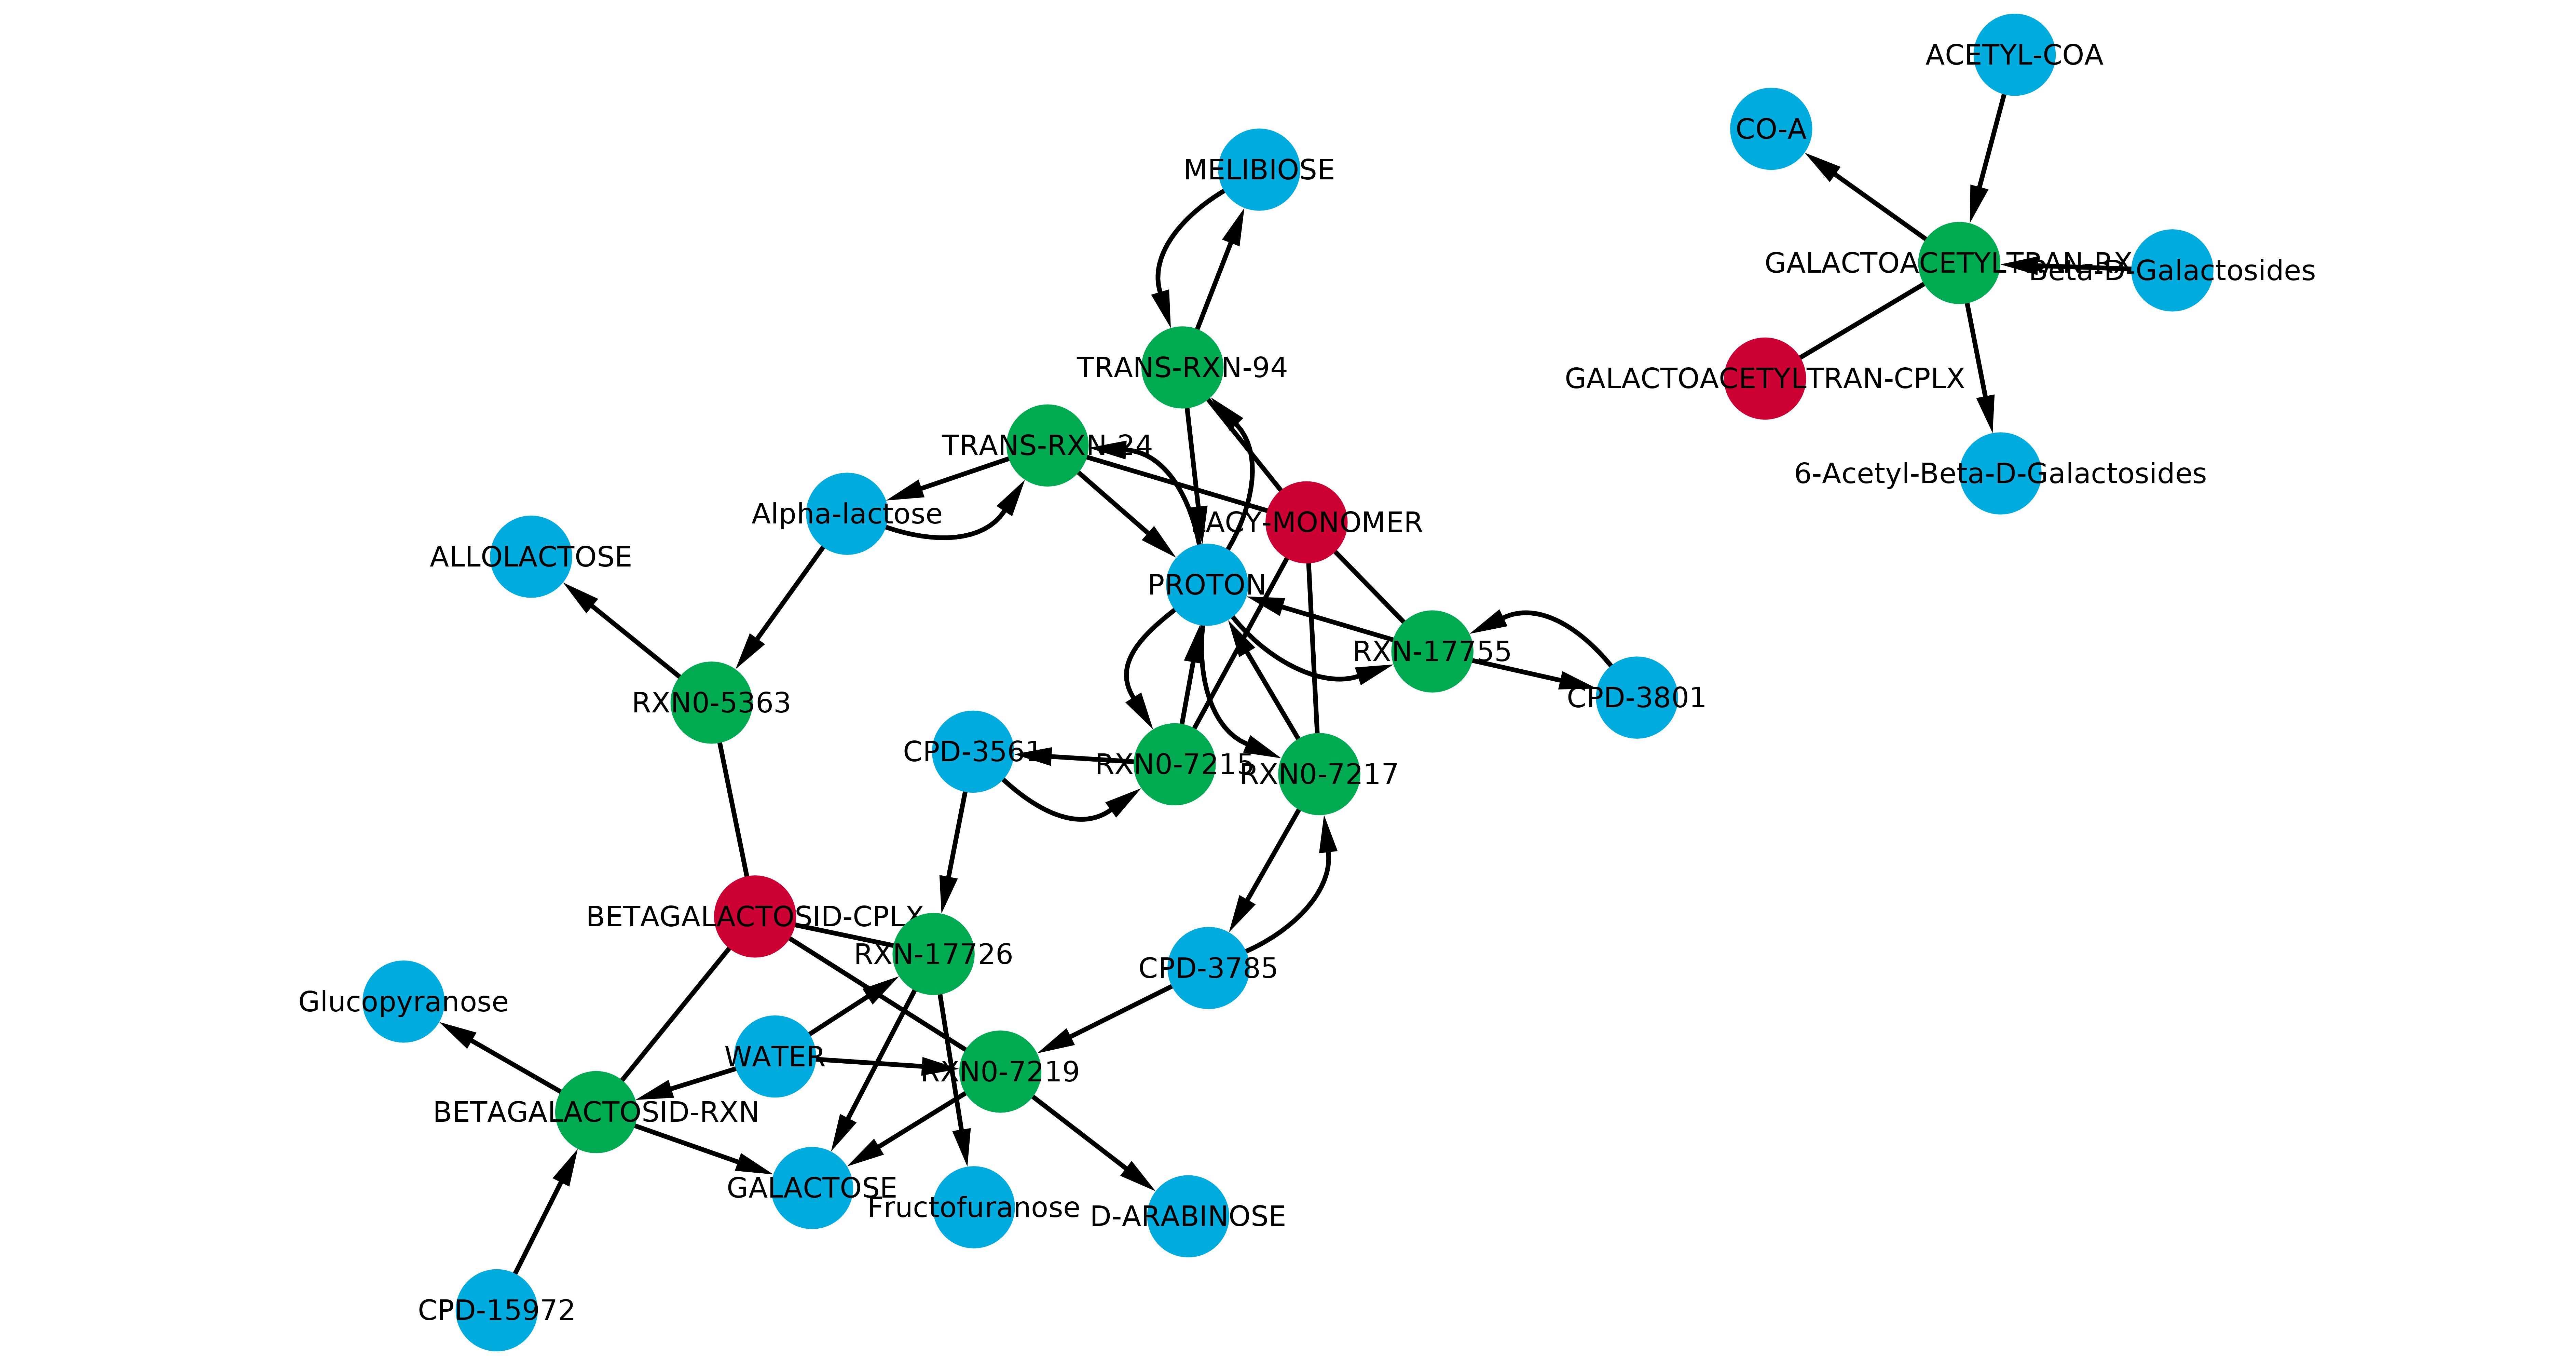 ACETYL-COA
CO-A
MELIBIOSE
GALACTOACETYLTRAN-RX
Beta-D-Galactosides
TRANS-RXN-94
GALACTOACETYLTRAN-CPLX
TRANS-RXN-24
6-Acetyl-Beta-D-Galactosides
Alpha-lactose
LACY-MONOMER
ALLOLACTOSE
PROTON
RXN-17755
CPD-3801
RXN0-5363
CPD-3561
RXN0-7215
RXN0-7217
BETAGALACTOSID-CPLX
RXN-17726
CPD-3785
Glucopyranose
WATER
RXN0-7219
BETAGALACTOSID-RXN
GALACTOSE
Fructofuranose
D-ARABINOSE
CPD-15972